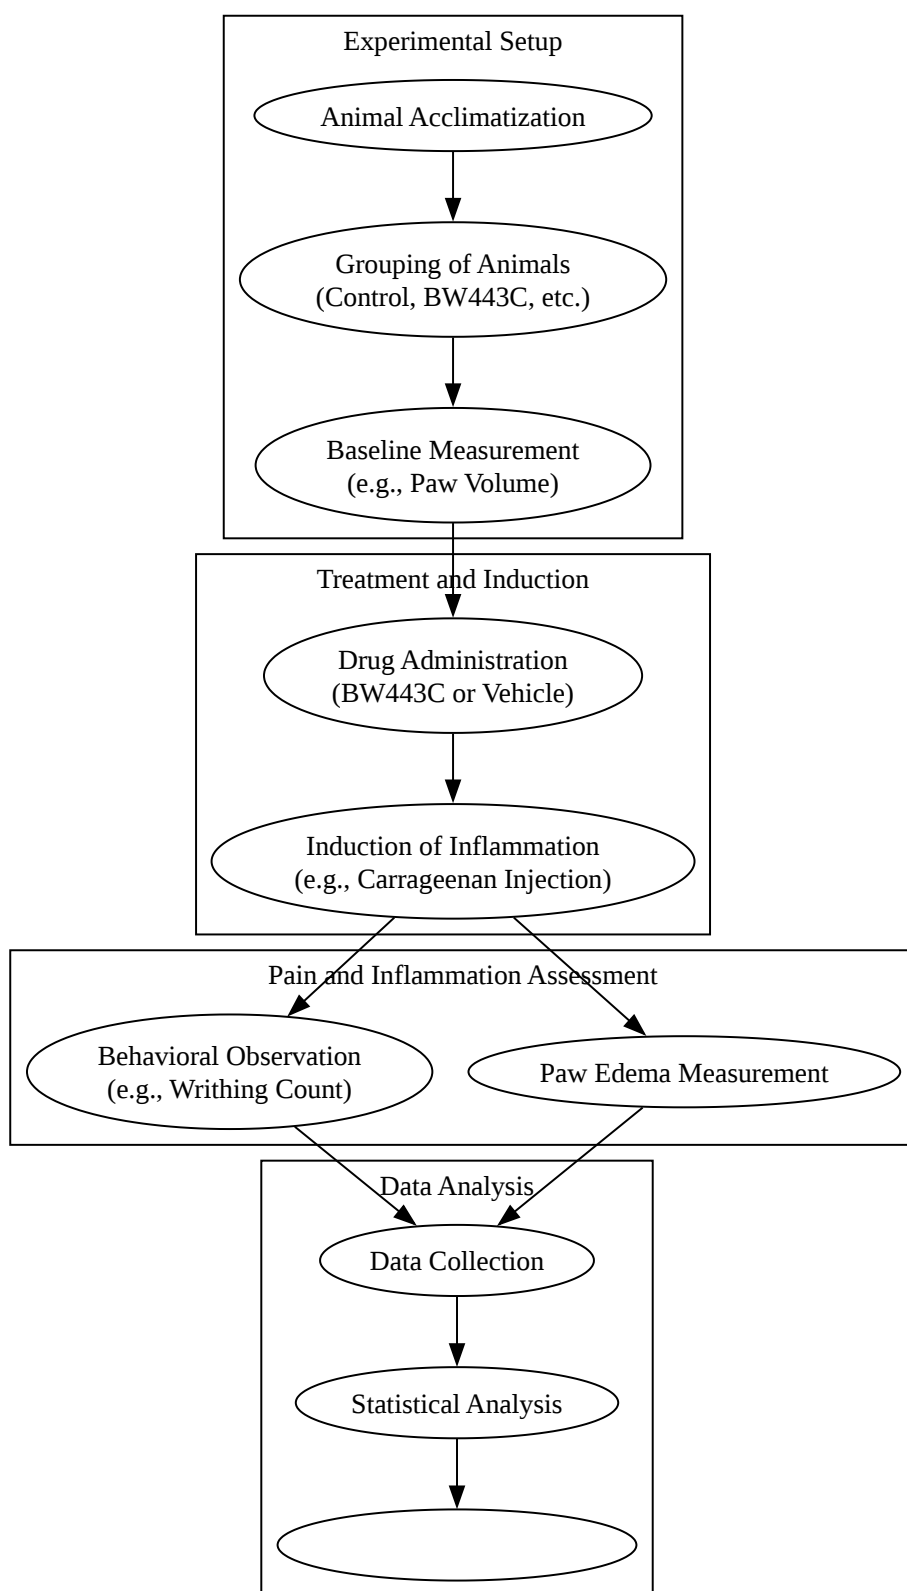 Experimental Setup
Animal Acclimatization
Grouping of Animals
(Control, BW443C, etc.)
Baseline Measurement
(e.g., Paw Volume)
Treatment and Induction
Drug Administration
(BW443C or Vehicle)
Induction of Inflammation
(e.g., Carrageenan Injection)
Pain and Inflammation Assessment
Behavioral Observation
(e.g., Writhing Count)
Paw Edema Measurement
Data Analysis
Data Collection
Statistical Analysis